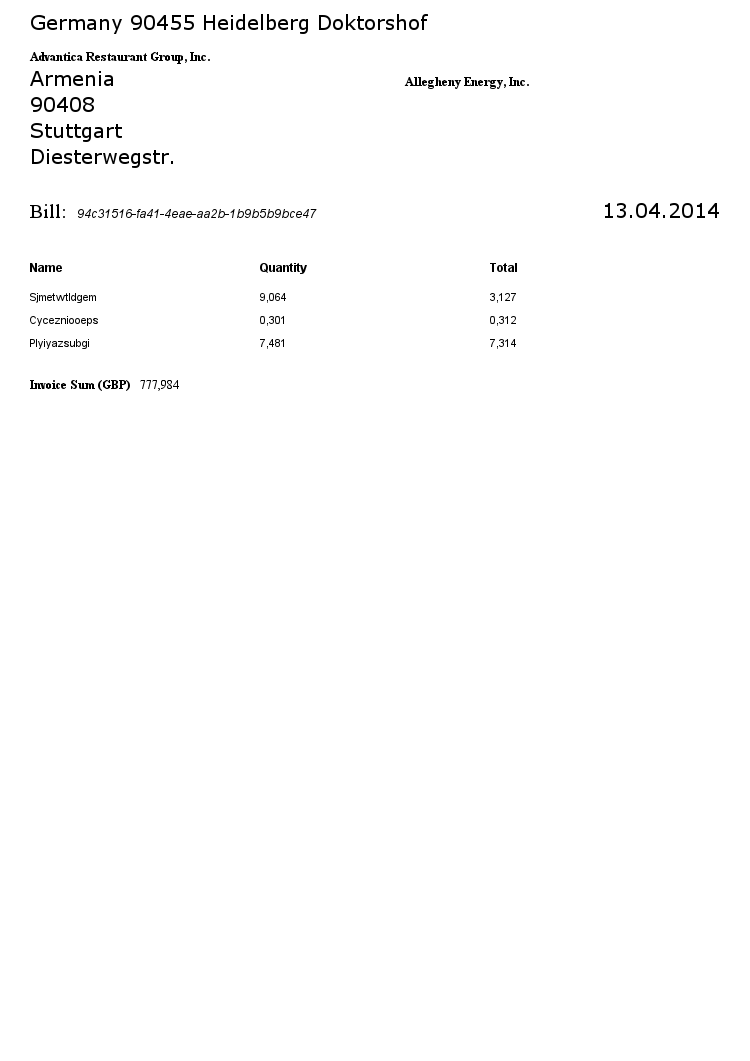 Germany 90455 Heidelberg Doktorshof
Advantica Restaurant Group, Inc.
Armenia
90408
Stuttgart
Diesterwegstr.
Allegheny Energy, Inc.
Bill: 94c31516-fa41-4eae-aa2b-1b9b5b9bce47 13.04.2014
Name Quantity Total
Sjmetwtldgem 9,064 3,127
Cycezniooeps 0,301 0,312
Plyiyazsubgi 7,481 7,314
Invoice Sum (GBP) 777,984